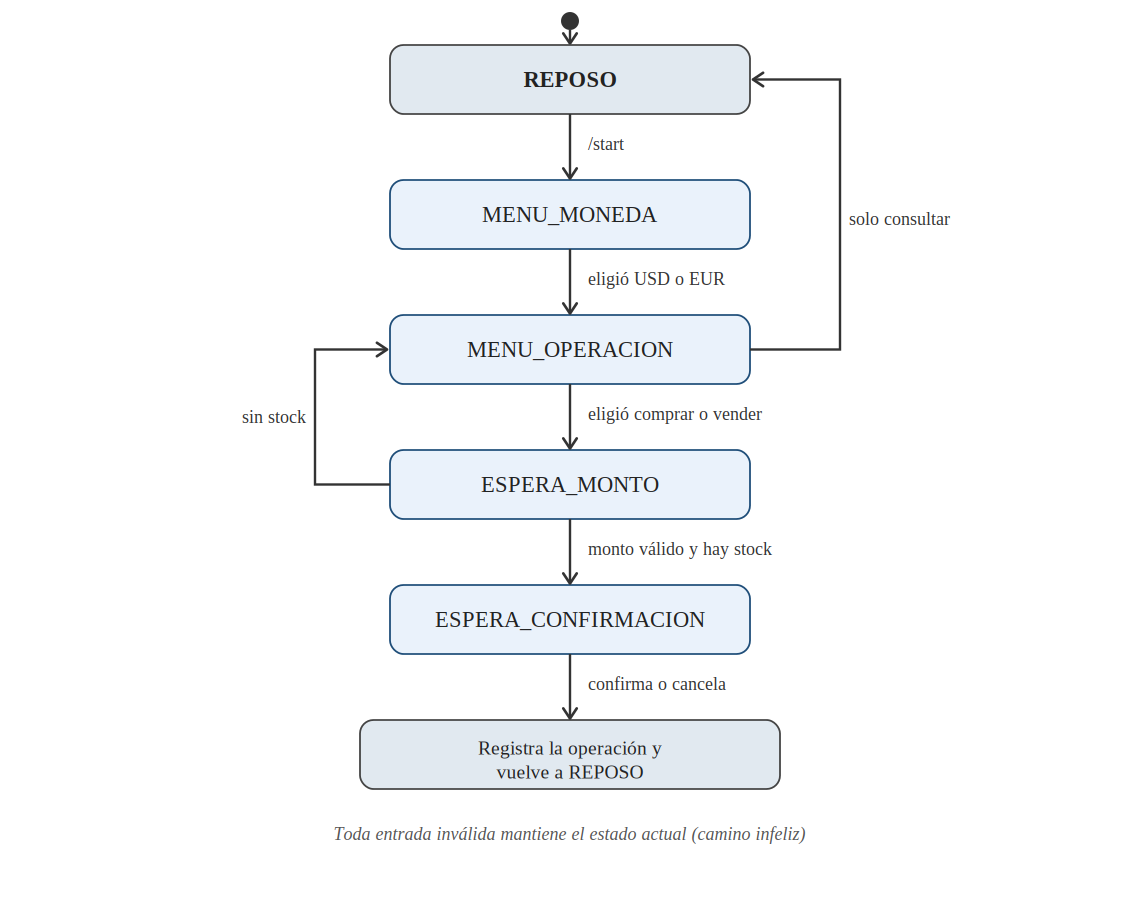 REPOSO
/start
MENU_MONEDA
solo consultar
eligió USD o EUR
MENU_OPERACION
sin stock
eligió comprar o vender
ESPERA_MONTO
monto válido y hay stock
ESPERA_CONFIRMACION
confirma o cancela
Registra la operación y
vuelve a REPOSO
Toda entrada inválida mantiene el estado actual (camino infeliz)